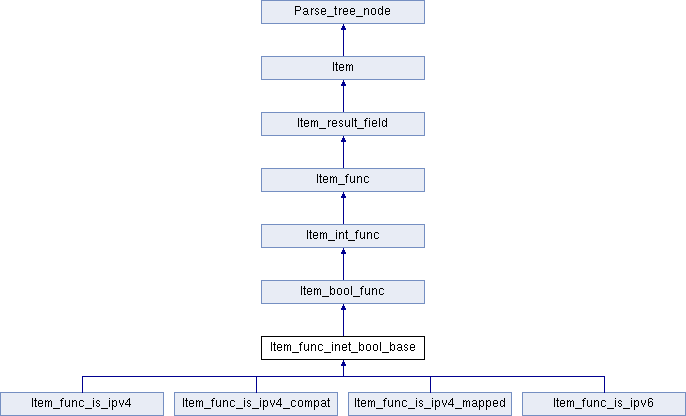 Parse_tree_node
Item
Item_result_field
Item_func
Item_int_func
Item_bool_func
Item_func_inet_bool_base
Item_func_is_ipv4
Item_func_is_ipv4_compat
Item_func_is_ipv4_mapped
Item_func_is_ipv6